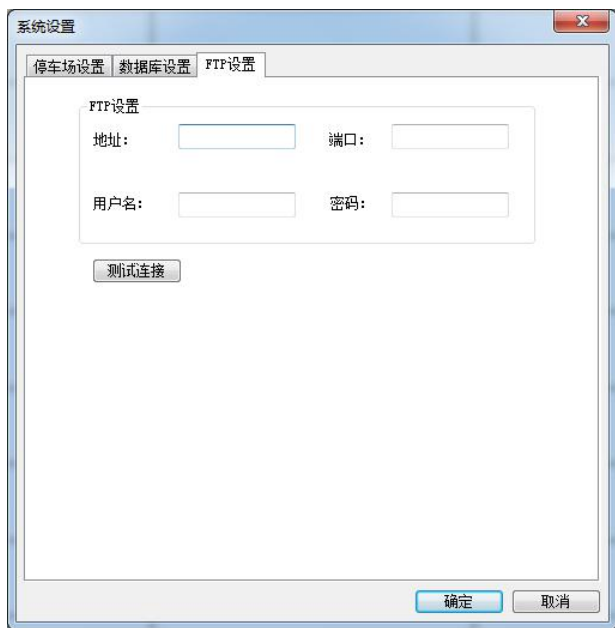 系统设置
停车场设置 数据库设置 FTP设置
FTP设置
地址： 端口：
用户名： 密码：
测试连接
确定 取消